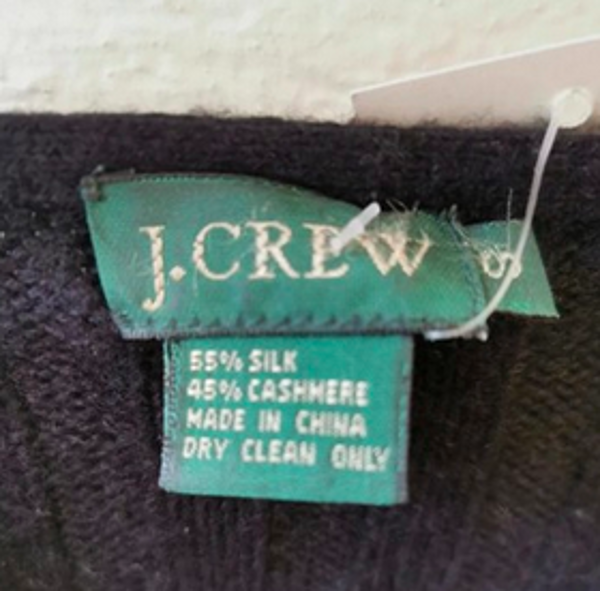 J.CREW
S
55% SILK
45% CASHMERE
MADE IN CHINA
DRY CLEAN ONLY